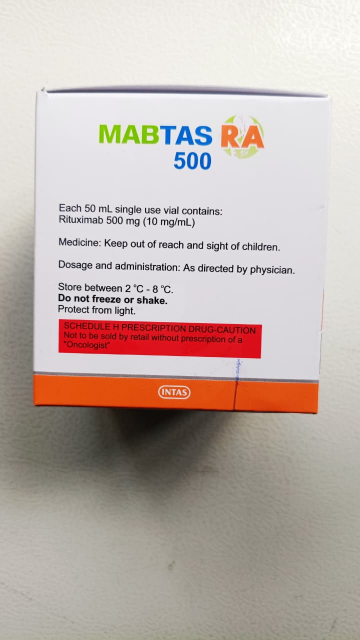 MABTAS RA
500
Each 50 mL single use vial contains:
Rituximab 500 mg (10 mg/mL)
Medicine: Keep out of reach and sight of children.
Dosage and administration: As directed by physician.
Store between 2 °C - 8 °C.
Do not freeze or shake.
Protect from light.
SCHEDULE H PRESCRIPTION DRUG-CAUTION
Not to be sold by retail without prescription of a
"Oncologist"
INTAS